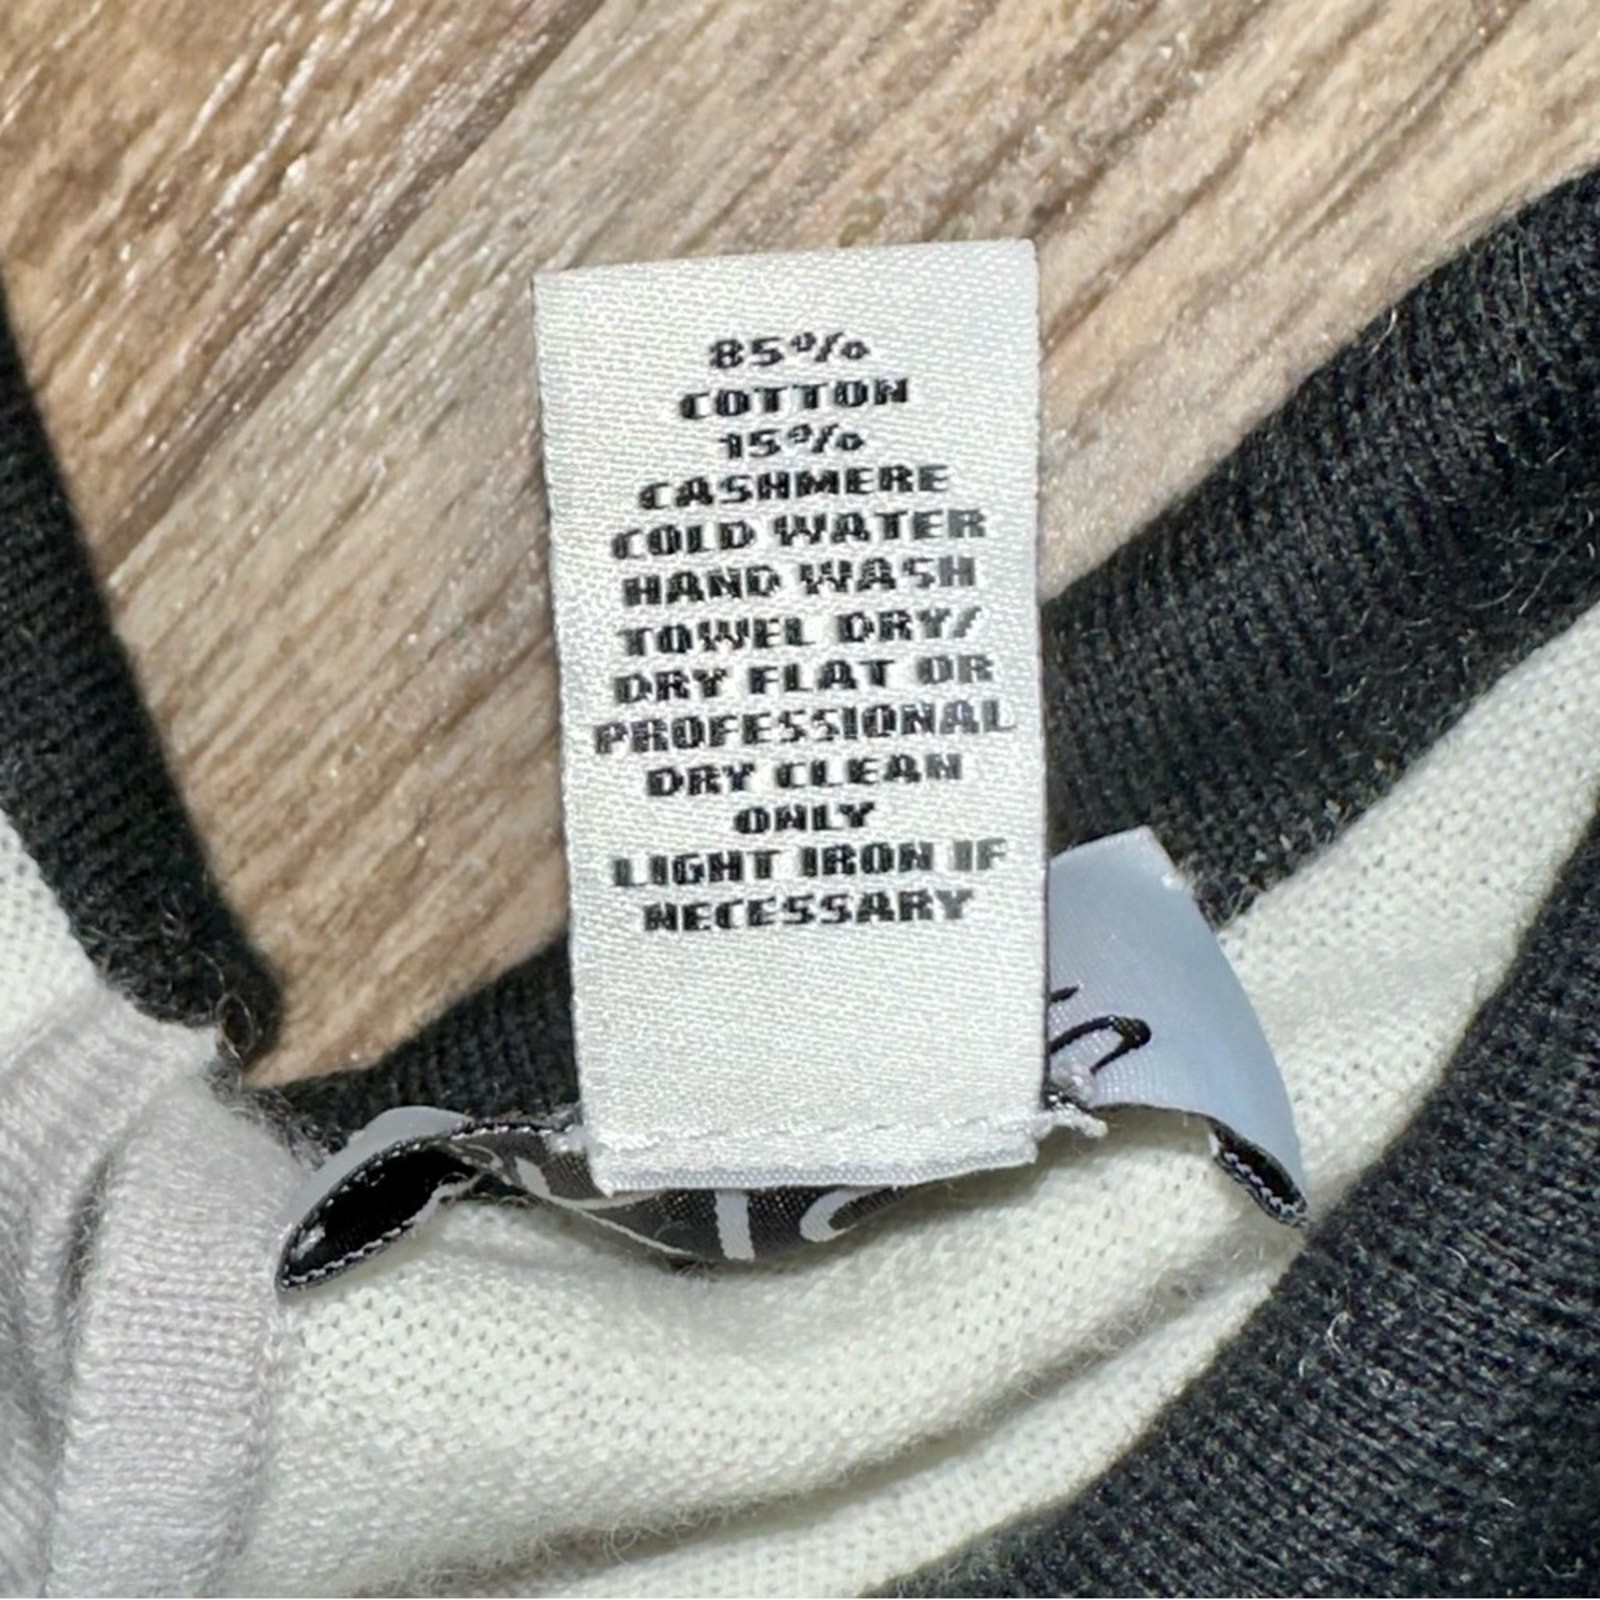 85%
COTTON
15%
CASHMERE
COLD WATER
HAND WASH
TOWEL DRY/
DRY FLAT OR
PROFESSIONAL
DRY CLEAN
ONLY
LIGHT IRON IF
NECESSARY